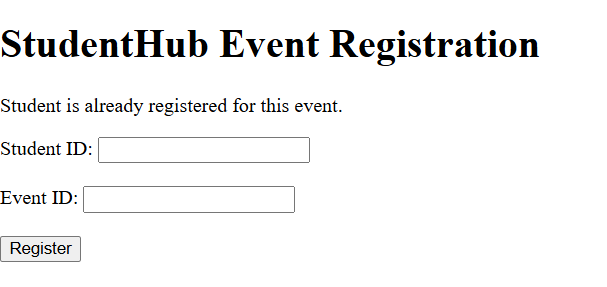 StudentHub Event Registration
Student is already registered for this event.
Student ID:
Event ID:
Register